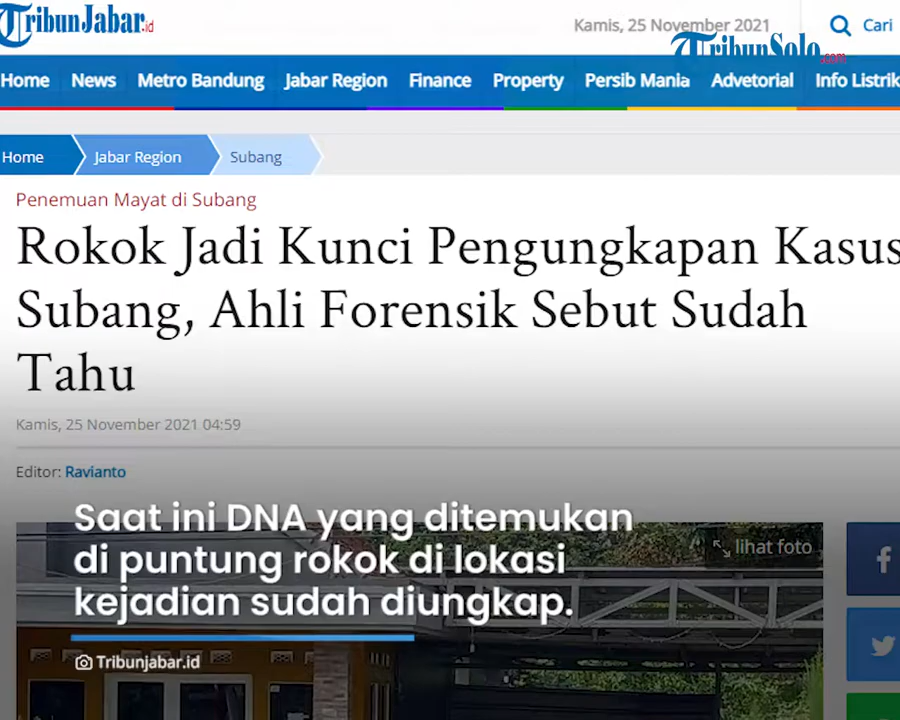 TribunJabar.id
Kamis, 25 November 2021
Cari
TribunSolo.com
Home News Metro Bandung Jabar Region Finance Property Persib Mania Advetorial Info Listrik
Home Jabar Region Subang
Penemuan Mayat di Subang
Rokok Jadi Kunci Pengungkapan Kasus
Subang, Ahli Forensik Sebut Sudah
Tahu
Kamis, 25 November 2021 04:59
Editor: Ravianto
lihat foto
Saat ini DNA yang ditemukan
di puntung rokok di lokasi
kejadian sudah diungkap.
Tribunjabar.id